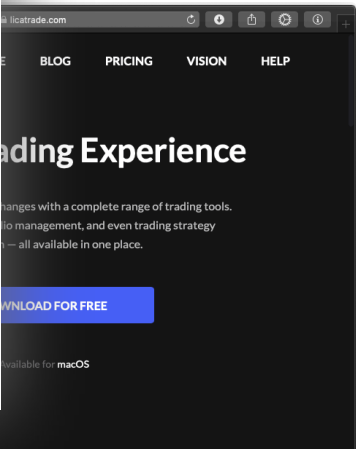 licatrade.com
E BLOG PRICING VISION HELP
ading Experience
hanges with a complete range of trading tools.
lio management, and even trading strategy
n — all available in one place.
WNLOAD FOR FREE
Available for macOS